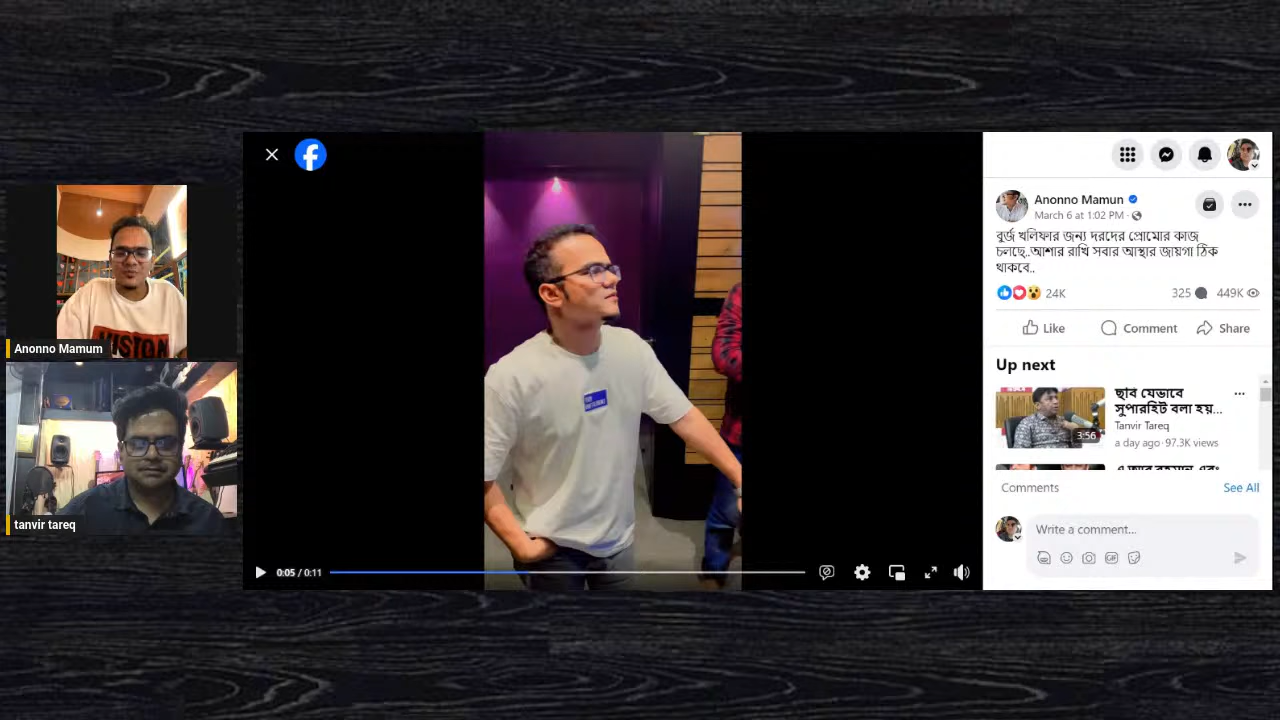 Anonno Mamum
tanvir tareq
0:05 / 0:11
Anonno Mamun
March 6 at 1:02 PM ·
বুর্জ খলিফার জন্য দরদের প্রোমোর কাজ
চলছে..আশার রাখি সবার আস্থার জায়গা ঠিক
থাকবে..
24K
325
449K
Like
Comment
Share
Up next
ছবি যেভাবে
সুপারহিট বলা হয়...
Tanvir Tareq
a day ago · 97.3K views
3:56
Comments
See All
Write a comment...
GIF